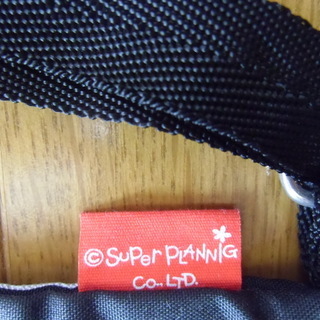 ©SUPER PLANNIG
CO., LTD.